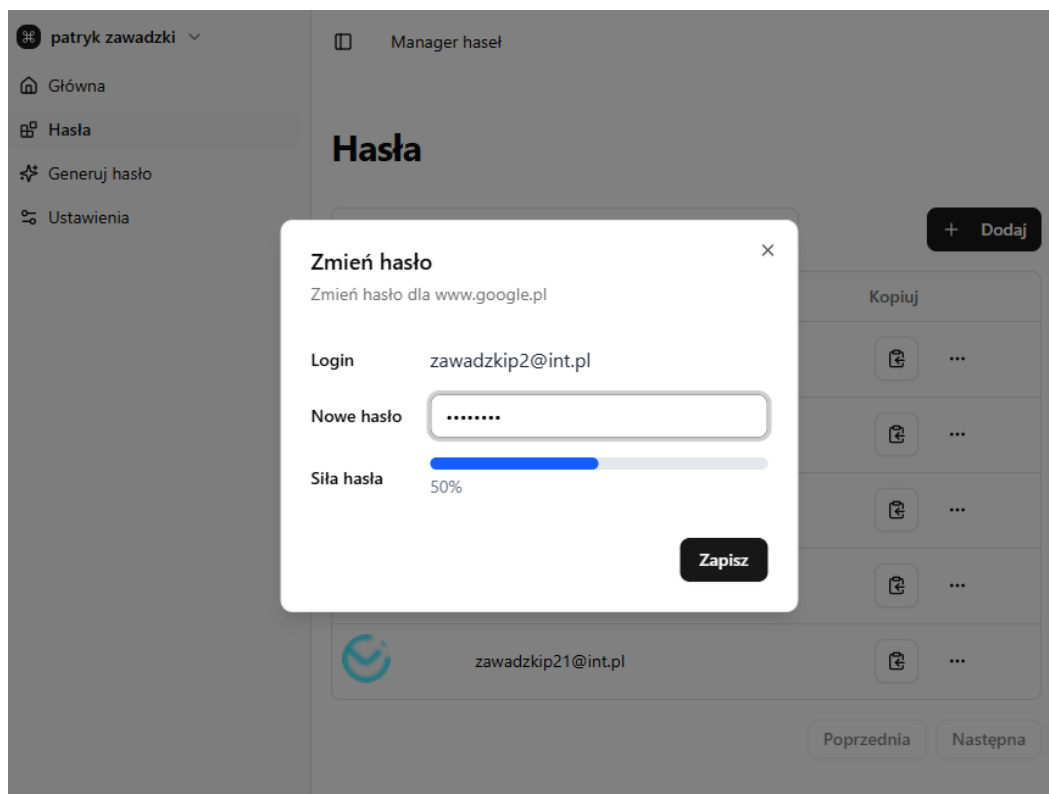 patryk zawadzki
Główna
Hasła
Generuj hasło
Ustawienia
Manager haseł
Hasła
Dodaj
Kopiuj
Zmień hasło
Zmień hasło dla www.google.pl
Login zawadzkip2@int.pl
Nowe hasło ••••••••
Siła hasła
50%
Zapisz
zawadzkip21@int.pl
Poprzednia Następna